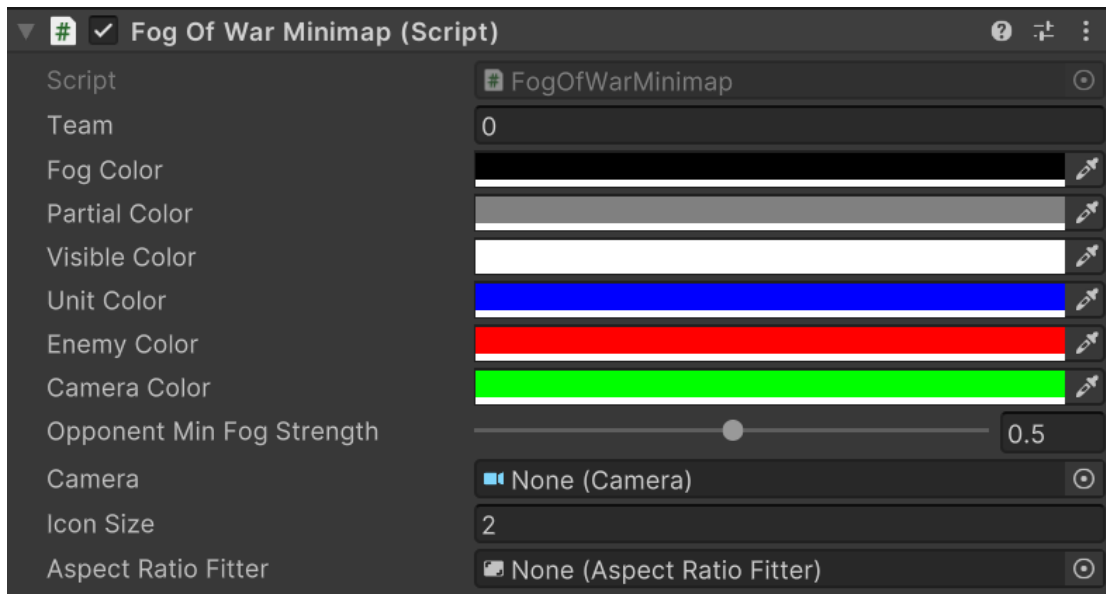 # Fog Of War Minimap (Script)
Script # FogOfWarMinimap
Team 0
Fog Color
Partial Color
Visible Color
Unit Color
Enemy Color
Camera Color
Opponent Min Fog Strength 0.5
Camera None (Camera)
Icon Size 2
Aspect Ratio Fitter None (Aspect Ratio Fitter)